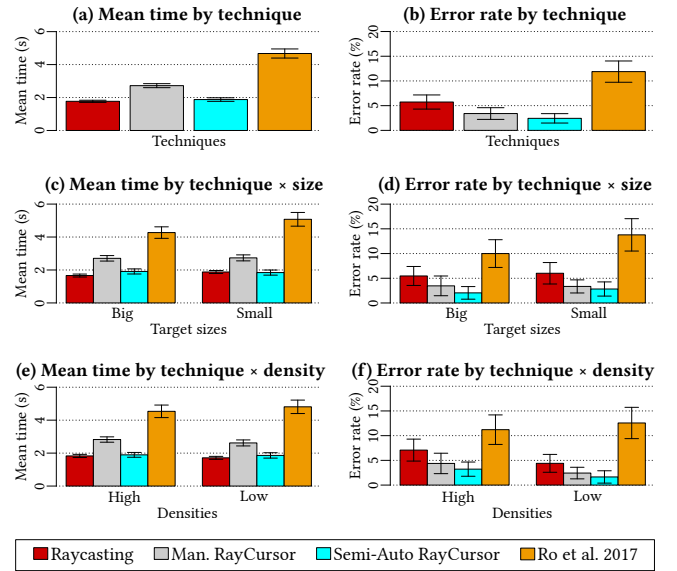 (a) Mean time by technique
Mean time (s)
0 2 4 6
Techniques
(b) Error rate by technique
Error rate (%)
0 5 10 15 20
Techniques
(c) Mean time by technique × size
Mean time (s)
0 2 4 6
Big Small
Target sizes
(d) Error rate by technique × size
Error rate (%)
0 5 10 15 20
Big Small
Target sizes
(e) Mean time by technique × density
Mean time (s)
0 2 4 6
High Low
Densities
(f) Error rate by technique × density
Error rate (%)
0 5 10 15 20
High Low
Densities
Raycasting Man. RayCursor Semi-Auto RayCursor Ro et al. 2017